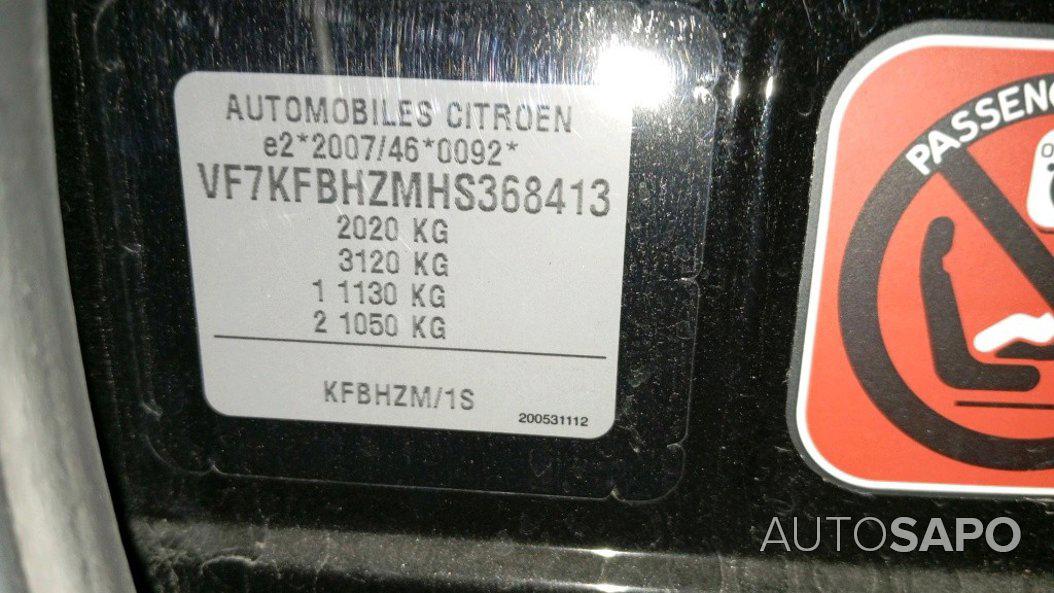 AUTOMOBILES CITROEN
e2*2007/46*0092*
VF7KFBHZMHS368413
2020 KG
3120 KG
1 1130 KG
2 1050 KG
KFBHZM/1S
200531112
AUTOSAPO